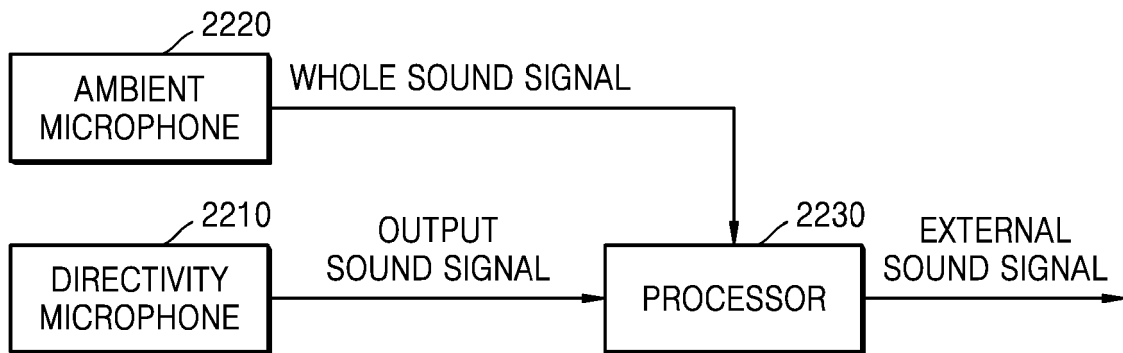 2220
AMBIENT
MICROPHONE
WHOLE SOUND SIGNAL
2210
DIRECTIVITY
MICROPHONE
OUTPUT
SOUND SIGNAL
2230
PROCESSOR
EXTERNAL
SOUND SIGNAL